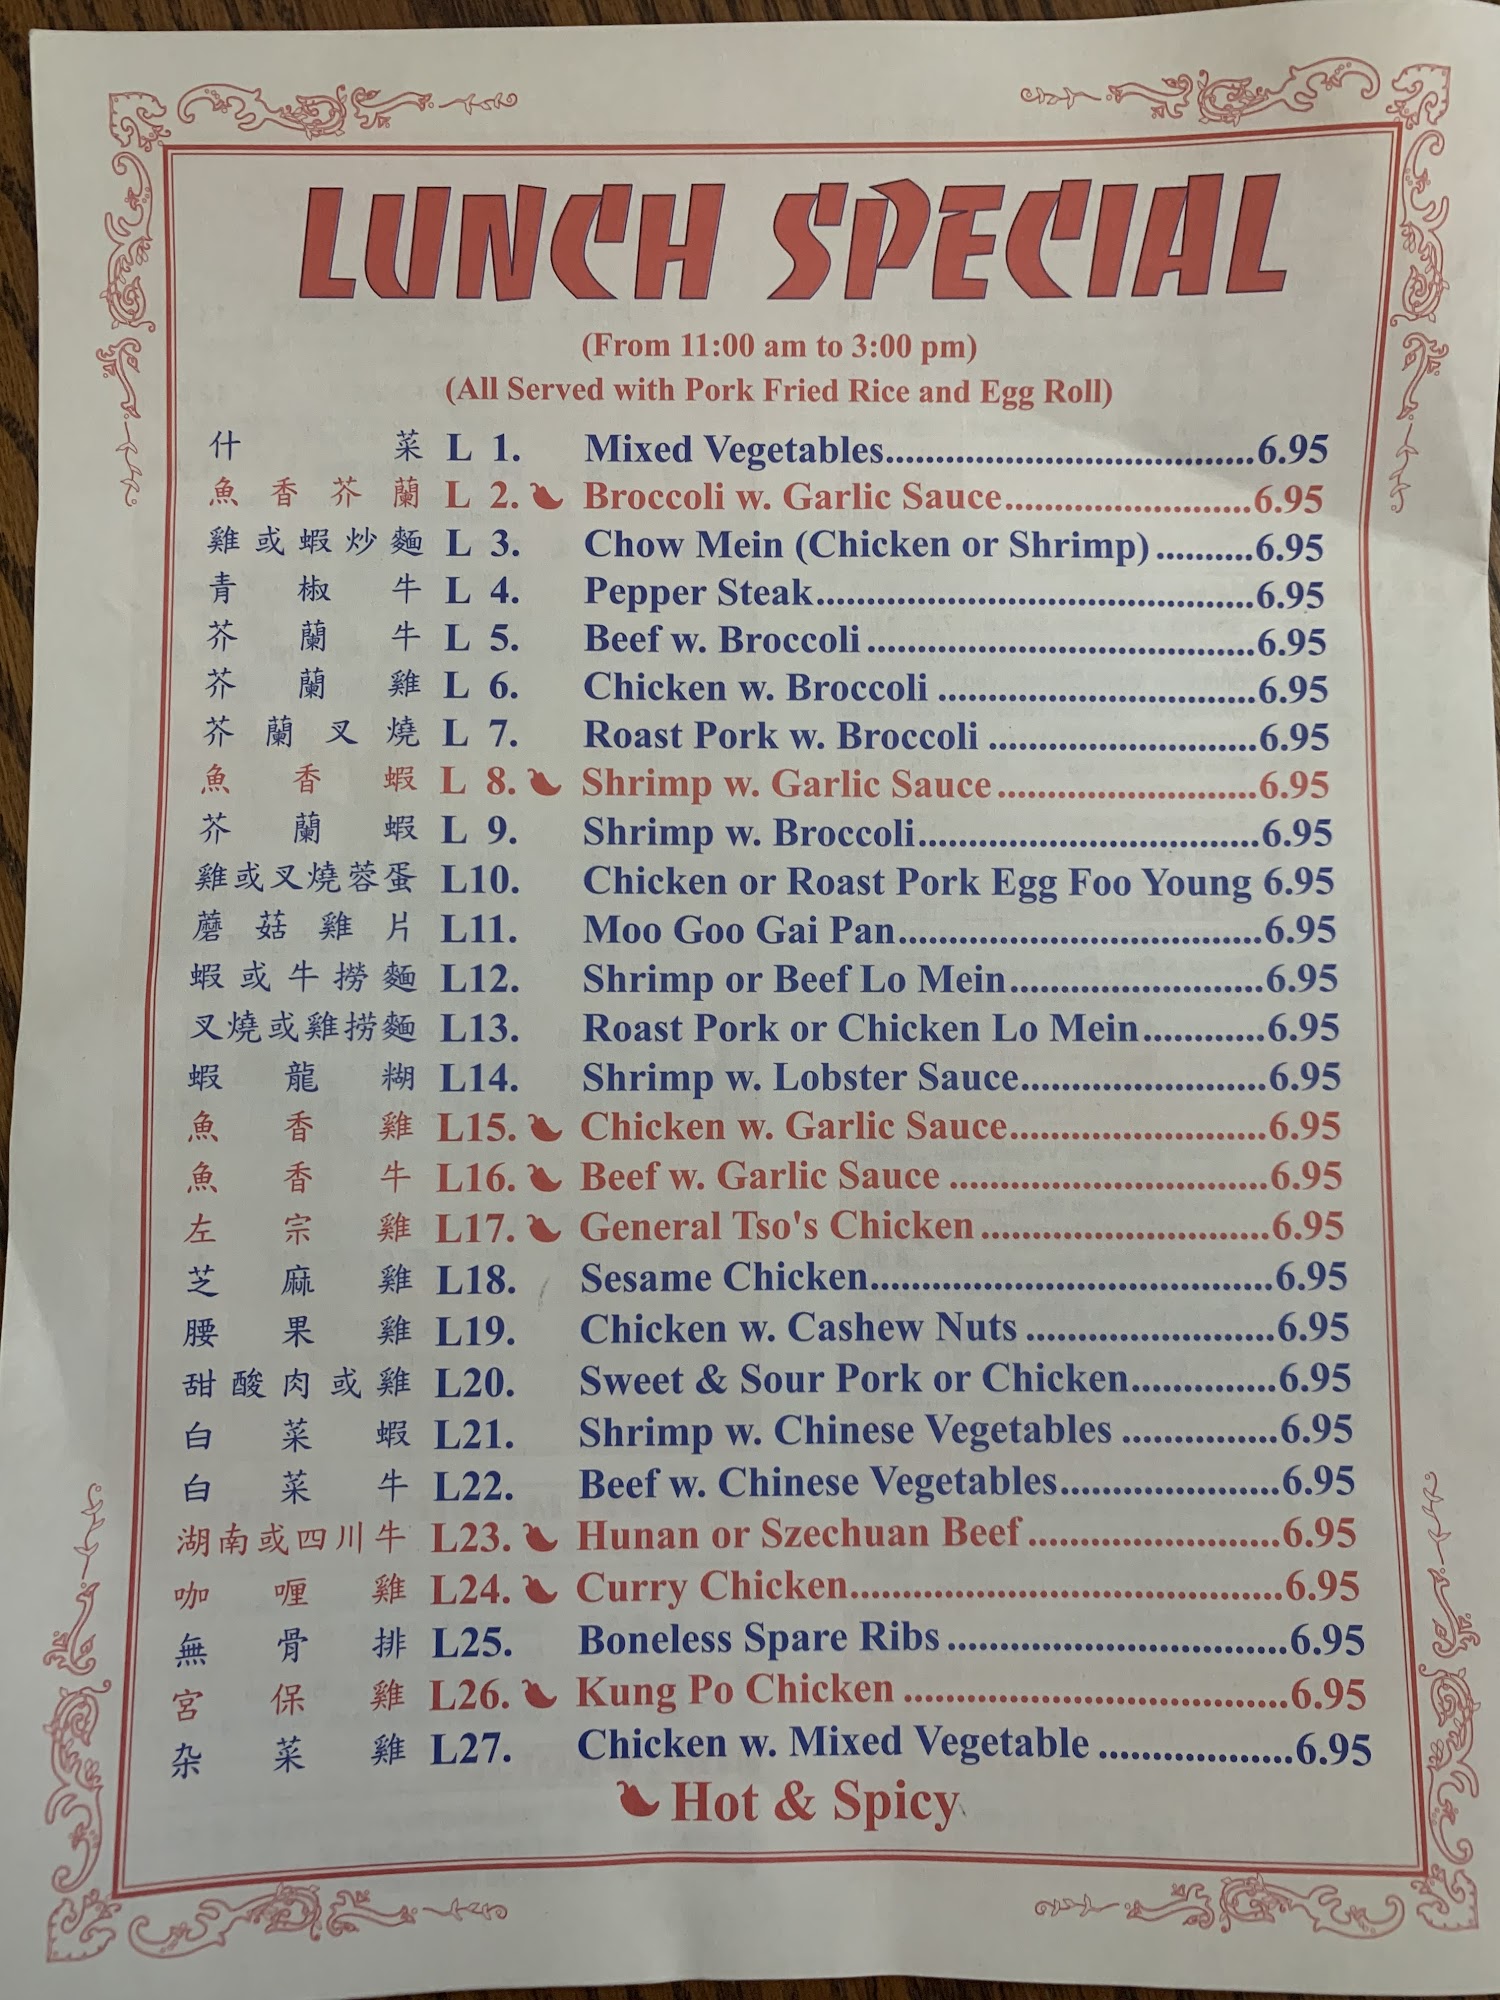 LUNCH SPECIAL
(From 11:00 am to 3:00 pm)
(All Served with Pork Fried Rice and Egg Roll)
什菜 L 1. Mixed Vegetables....................................6.95
魚香芥蘭 L 2. Broccoli w. Garlic Sauce........................6.95
雞或蝦炒麵 L 3. Chow Mein (Chicken or Shrimp)..........6.95
青椒牛 L 4. Pepper Steak...........................................6.95
芥蘭牛 L 5. Beef w. Broccoli......................................6.95
芥蘭雞 L 6. Chicken w. Broccoli...............................6.95
芥蘭叉燒 L 7. Roast Pork w. Broccoli..........................6.95
魚香蝦 L 8. Shrimp w. Garlic Sauce..........................6.95
芥蘭蝦 L 9. Shrimp w. Broccoli..................................6.95
雞或叉燒蓉蛋 L10. Chicken or Roast Pork Egg Foo Young 6.95
蘑菇雞片 L11. Moo Goo Gai Pan....................................6.95
蝦或牛撈麵 L12. Shrimp or Beef Lo Mein.........................6.95
叉燒或雞撈麵 L13. Roast Pork or Chicken Lo Mein............6.95
蝦龍糊 L14. Shrimp w. Lobster Sauce........................6.95
魚香雞 L15. Chicken w. Garlic Sauce.........................6.95
魚香牛 L16. Beef w. Garlic Sauce...............................6.95
左宗雞 L17. General Tso's Chicken............................6.95
芝麻雞 L18. Sesame Chicken.......................................6.95
腰果雞 L19. Chicken w. Cashew Nuts........................6.95
甜酸肉或雞 L20. Sweet & Sour Pork or Chicken..............6.95
白菜蝦 L21. Shrimp w. Chinese Vegetables...............6.95
白菜牛 L22. Beef w. Chinese Vegetables.....................6.95
湖南或四川牛 L23. Hunan or Szechuan Beef........................6.95
咖喱雞 L24. Curry Chicken..........................................6.95
無骨排 L25. Boneless Spare Ribs.................................6.95
宮保雞 L26. Kung Po Chicken.....................................6.95
杂菜雞 L27. Chicken w. Mixed Vegetable...................6.95
Hot & Spicy